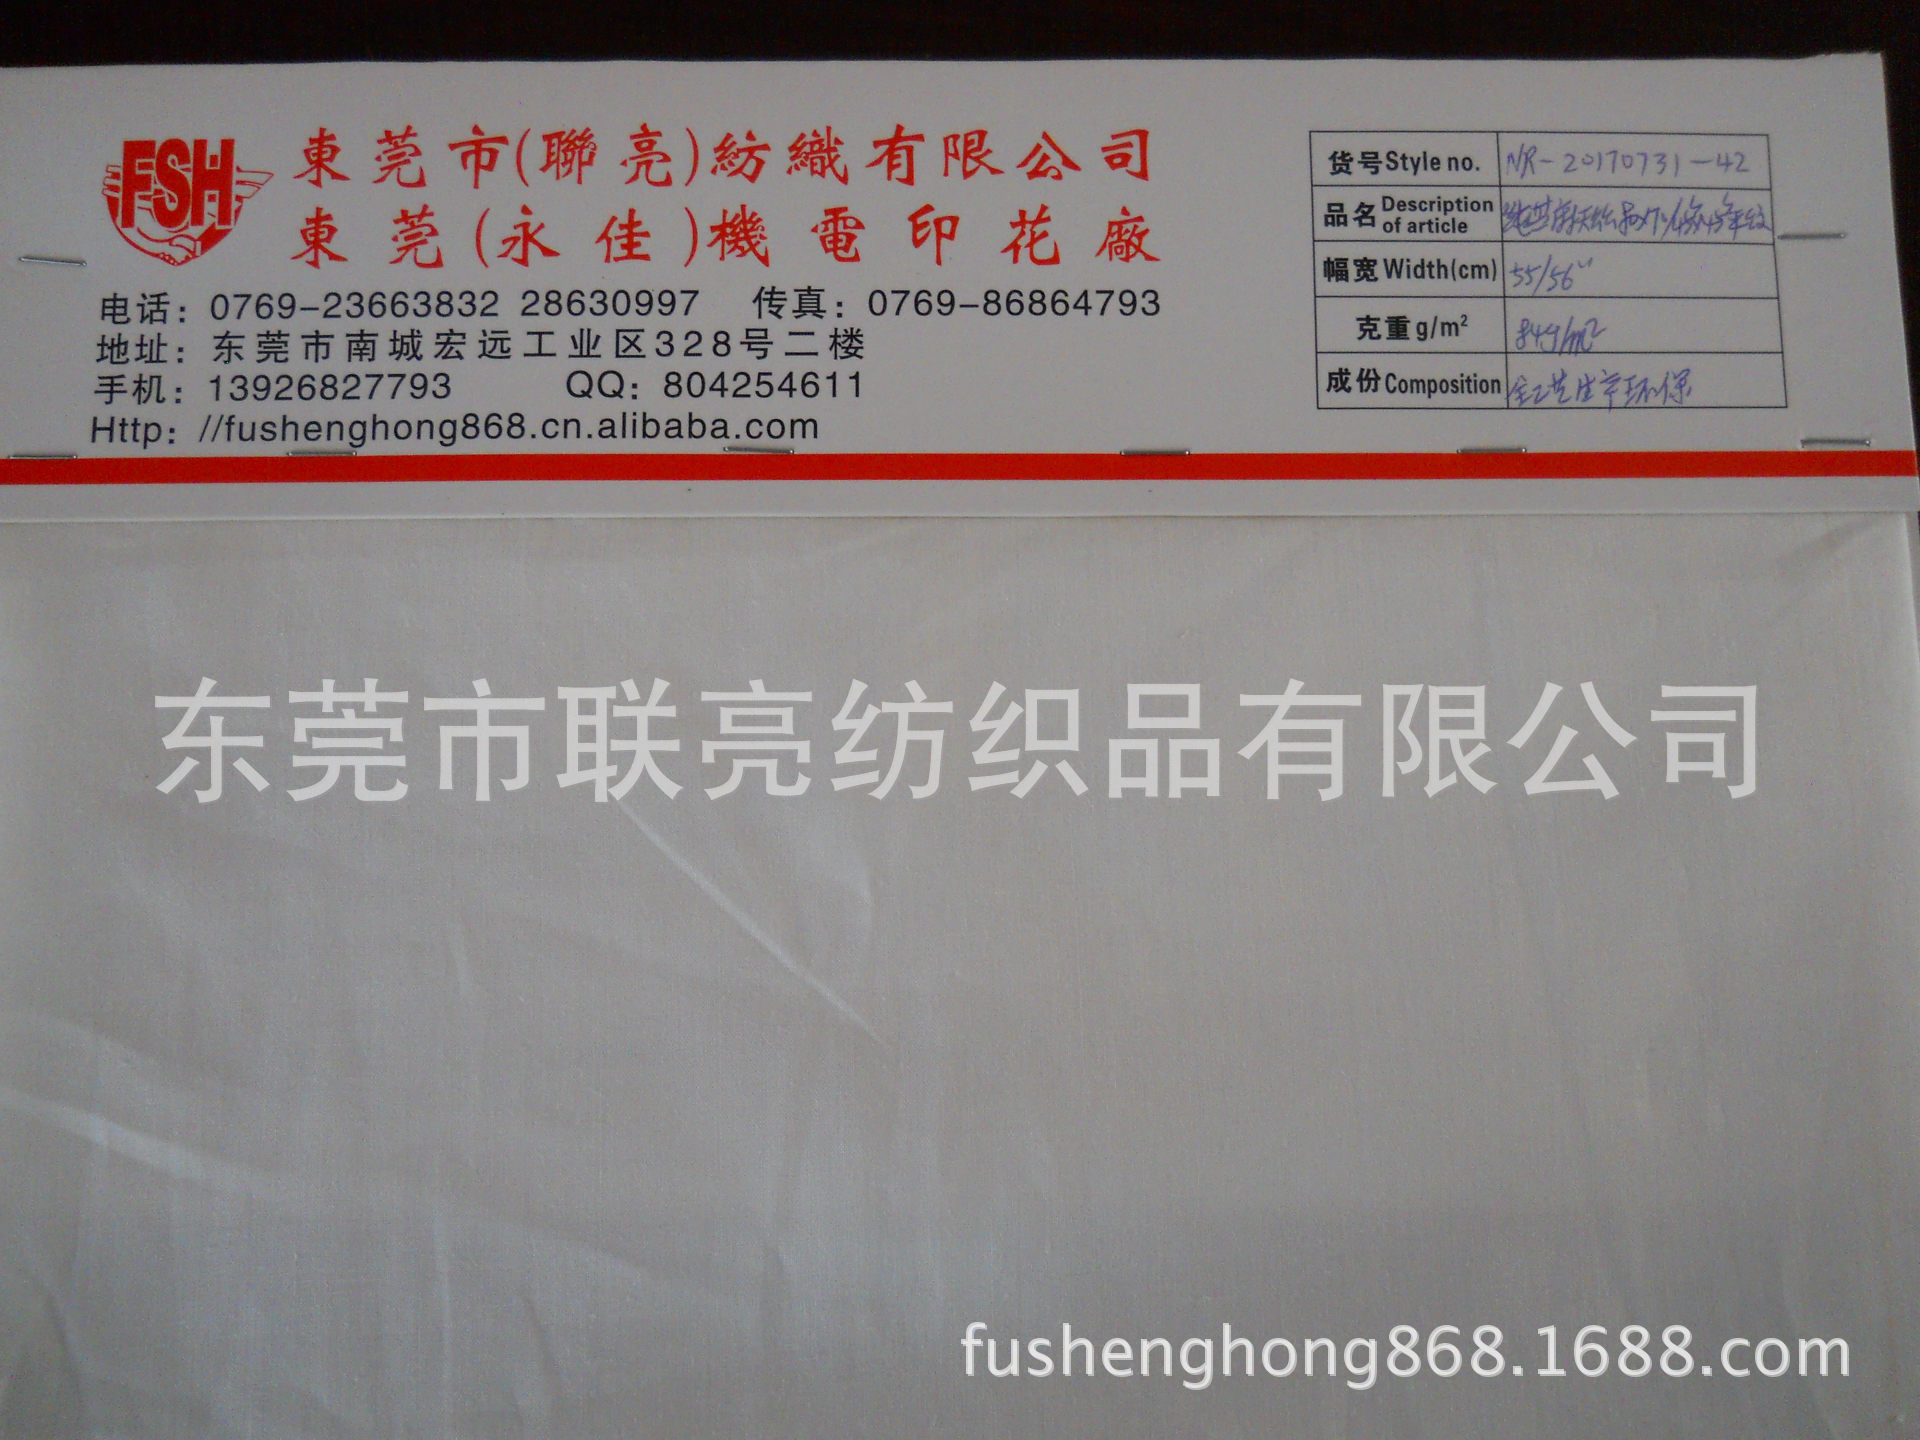 FSH
東莞市(聯亮)紡織有限公司
東莞(永佳)機電印花廠
电话：0769-23663832 28630997 传真：0769-86864793
地址：东莞市南城宏远工业区328号二楼
手机：13926827793 QQ：804254611
Http：//fushenghong868.cn.alibaba.com
货号Style no. NR-20170731-42
品名Description of article
幅宽Width(cm) 55/56"
克重g/m² 84g/m²
成份Composition 环保
东莞市联亮纺织品有限公司
fushenghong868.1688.com